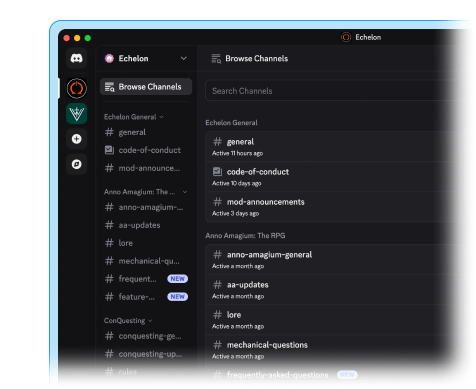 Echelon
Echelon
Browse Channels
Browse Channels
Search Channels
Echelon General
general
code-of-conduct
mod-announce...
Anno Amagium: The ...
anno-amagium-...
aa-updates
lore
mechanical-qu...
frequent... NEW
feature-... NEW
ConQuesting
conquesting-ge...
conquesting-up...
rules
Echelon General
general
Active 11 hours ago
code-of-conduct
Active 10 days ago
mod-announcements
Active 3 days ago
Anno Amagium: The RPG
anno-amagium-general
Active a month ago
aa-updates
Active a month ago
lore
Active a month ago
mechanical-questions
Active a month ago
frequently-asked-questions NEW